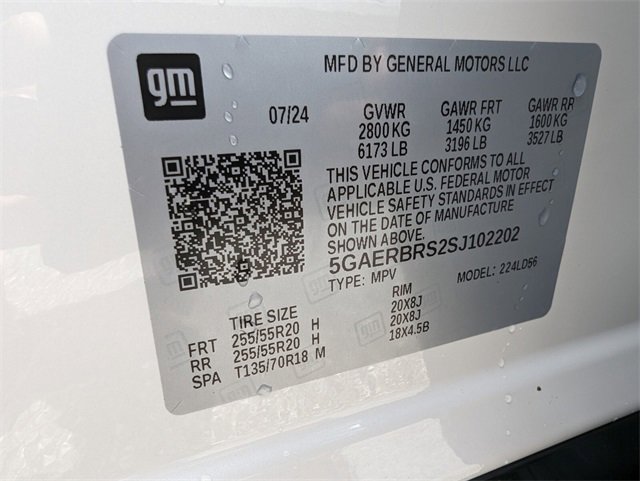 gm
MFD BY GENERAL MOTORS LLC
07/24 GVWR GAWR FRT GAWR RR
2800 KG 1450 KG 1600 KG
6173 LB 3196 LB 3527 LB
THIS VEHICLE CONFORMS TO ALL
APPLICABLE U.S. FEDERAL MOTOR
VEHICLE SAFETY STANDARDS IN EFFECT
ON THE DATE OF MANUFACTURE
SHOWN ABOVE.
5GAERBRS2SJ102202
TYPE: MPV MODEL: 224LD56
TIRE SIZE RIM
FRT 255/55R20 H 20X8J
RR 255/55R20 H 20X8J
SPA T135/70R18 M 18X4.5B